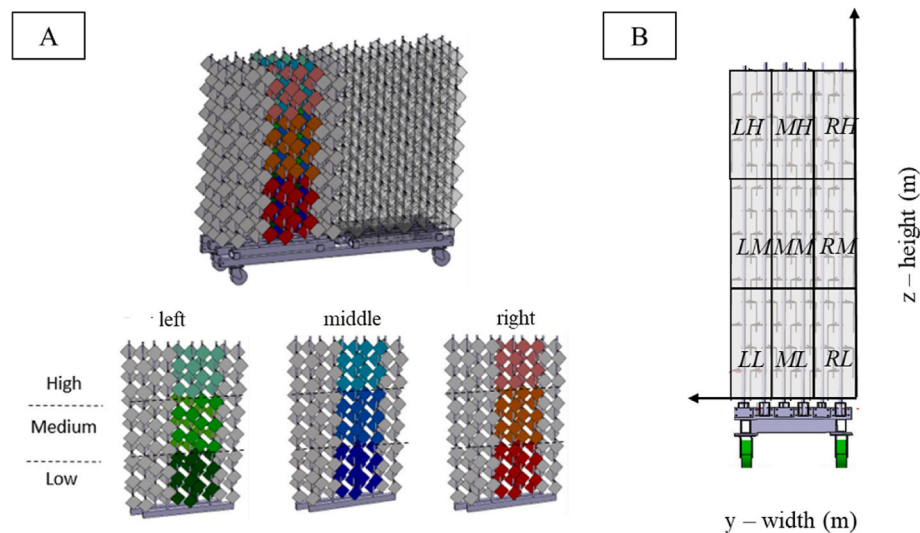 A
B
left
middle
right
High
Medium
Low
LH MH RH
LM MM RM
LL ML RL
z – height (m)
y – width (m)